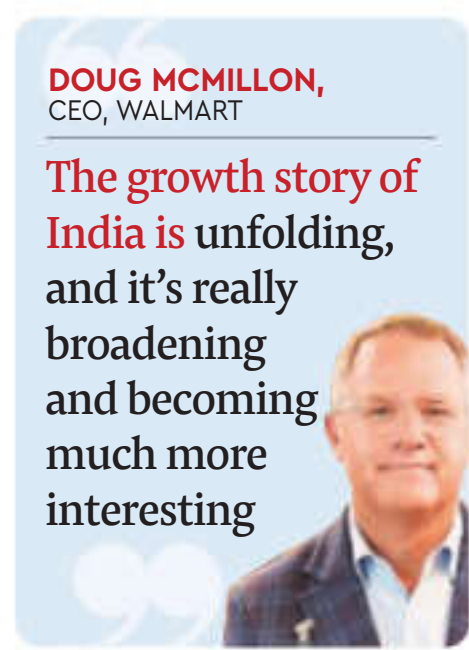 DOUG MCMILLON,
CEO, WALMART
The growth story of
India is unfolding,
and it’s really
broadening
and becoming
much more
interesting